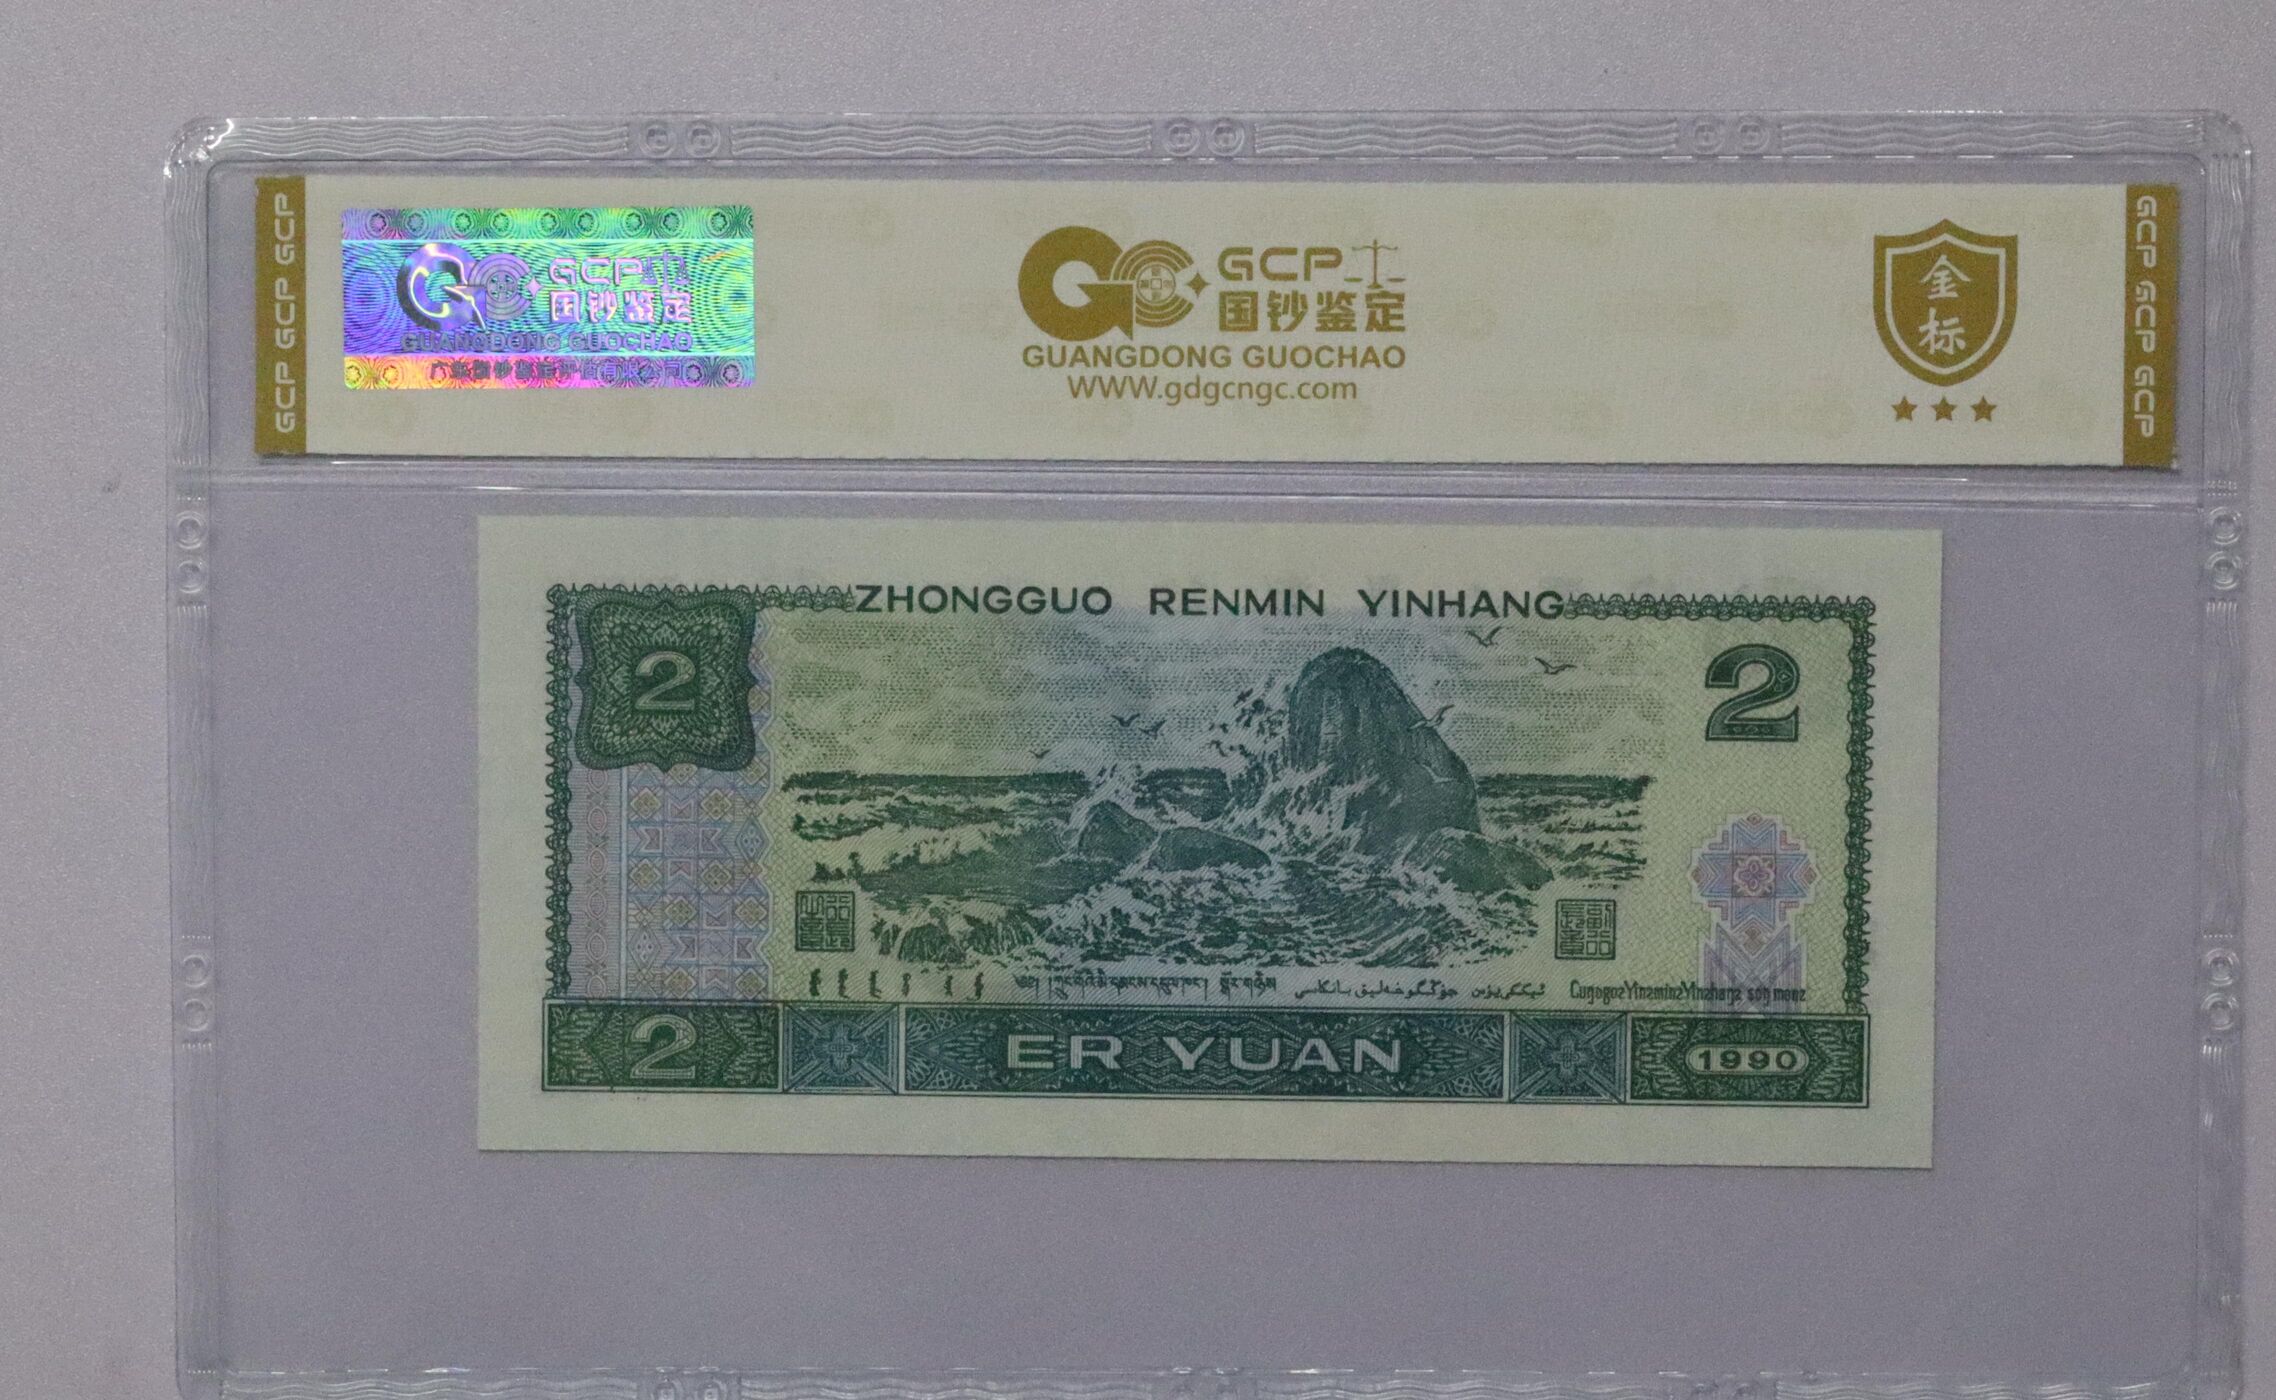 GCP GCP GCP
GCP
国钞鉴定
GUANGDONG GUOCHAO
GCP
国钞鉴定
GUANGDONG GUOCHAO
WWW.gdgcngc.com
金
标
GCP GCP GCP
ZHONGGUO RENMIN YINHANG
2
2
2
ER YUAN
1990